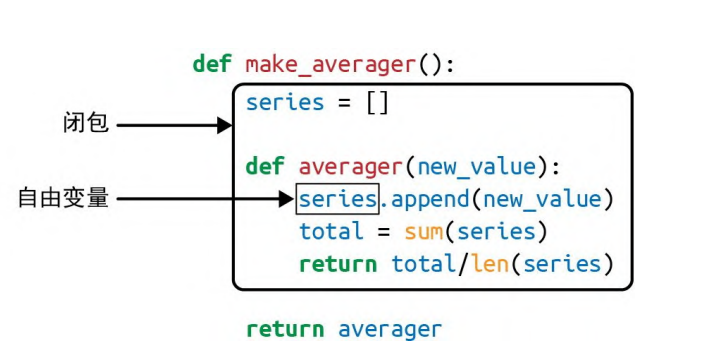 def make_averager():
series = []
闭包
def averager(new_value):
自由变量
series.append(new_value)
total = sum(series)
return total/len(series)
return averager